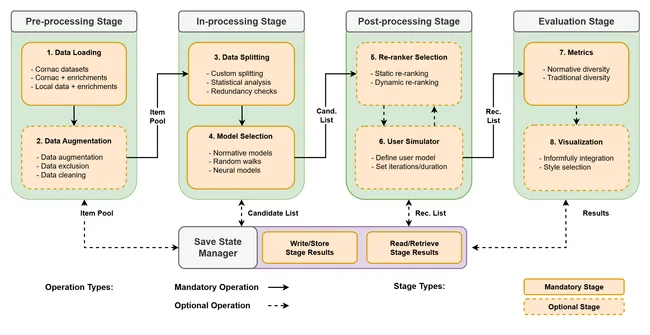 Pre-processing Stage
In-processing Stage
Post-processing Stage
Evaluation Stage
1. Data Loading
- Cornac datasets
- Cornac + enrichments
- Local data + enrichments
2. Data Augmentation
- Data augmentation
- Data exclusion
- Data cleaning
Item
Pool
3. Data Splitting
- Custom splitting
- Statistical analysis
- Redundancy checks
4. Model Selection
- Normative models
- Random walks
- Neural models
Cand.
List
5. Re-ranker Selection
- Static re-ranking
- Dynamic re-ranking
6. User Simulator
- Define user model
- Set iterations/duration
Rec.
List
7. Metrics
- Normative diversity
- Traditional diversity
8. Visualization
- Informfully integration
- Style selection
Item Pool
Candidate List
Rec. List
Results
Save State
Manager
Write/Store
Stage Results
Read/Retrieve
Stage Results
Operation Types:
Mandatory Operation
Optional Operation
Stage Types:
Mandatory Stage
Optional Stage